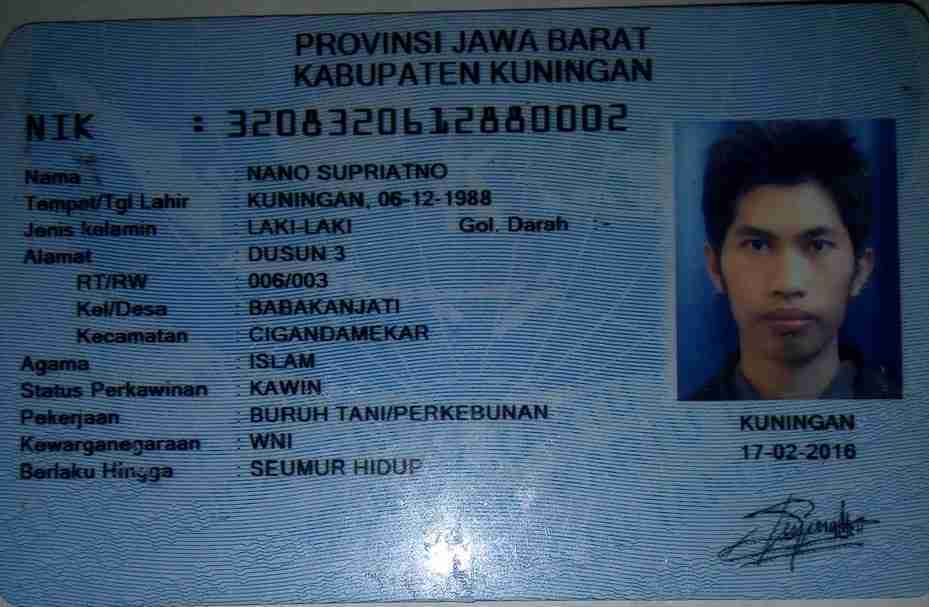 PROVINSI JAWA BARAT
KABUPATEN KUNINGAN
NIK : 3208320612880002
Nama : NANO SUPRIATNO
Tempat/Tgl Lahir : KUNINGAN, 06-12-1988
Jenis kelamin : LAKI-LAKI Gol. Darah :-
Alamat : DUSUN 3
RT/RW : 006/003
Kel/Desa : BABAKANJATI
Kecamatan : CIGANDAMEKAR
Agama : ISLAM
Status Perkawinan : KAWIN
Pekerjaan : BURUH TANI/PERKEBUNAN
Kewarganegaraan : WNI
Berlaku Hingga : SEUMUR HIDUP
KUNINGAN
17-02-2016